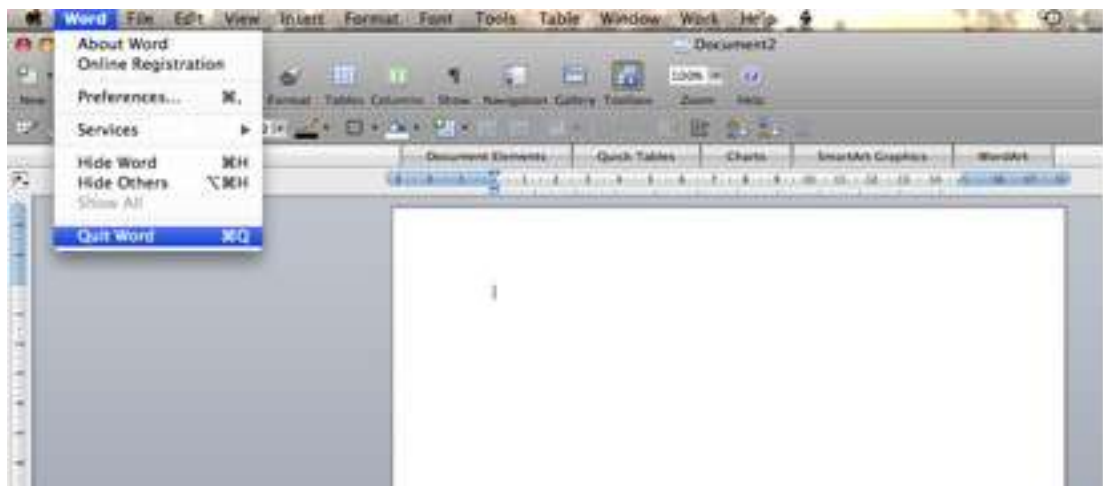 Word File Edit View Insert Format Font Tools Table Window Work Help
About Word
Online Registration
Preferences... ⌘,
Services
Hide Word ⌘H
Hide Others ⌥⌘H
Show All
Quit Word ⌘Q
Document2
New Format Tables Columns Show Navigation Gallery Toolbox Zoom Help
100%
Document Elements Quick Tables Charts SmartArt Graphics WordArt